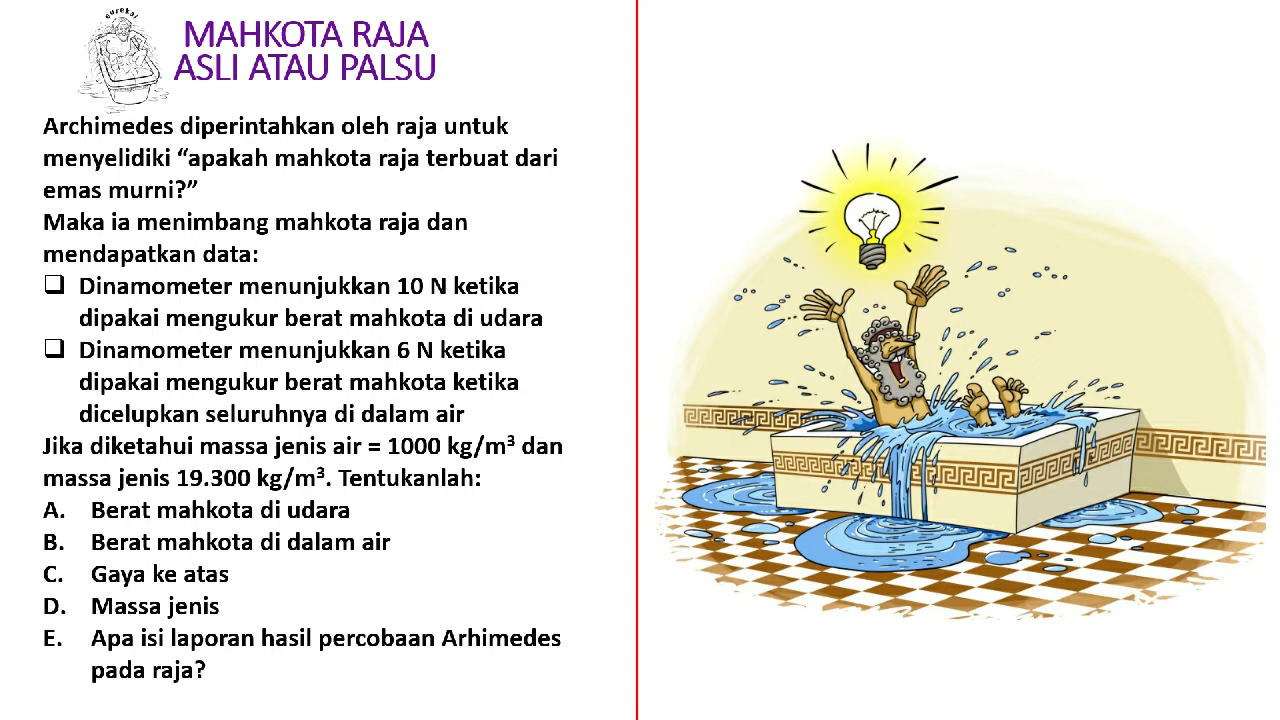 eureka!
MAHKOTA RAJA
ASLI ATAU PALSU
Archimedes diperintahkan oleh raja untuk
menyelidiki “apakah mahkota raja terbuat dari
emas murni?”
Maka ia menimbang mahkota raja dan
mendapatkan data:
❑ Dinamometer menunjukkan 10 N ketika
dipakai mengukur berat mahkota di udara
❑ Dinamometer menunjukkan 6 N ketika
dipakai mengukur berat mahkota ketika
dicelupkan seluruhnya di dalam air
Jika diketahui massa jenis air = 1000 kg/m³ dan
massa jenis 19.300 kg/m³. Tentukanlah:
A. Berat mahkota di udara
B. Berat mahkota di dalam air
C. Gaya ke atas
D. Massa jenis
E. Apa isi laporan hasil percobaan Arhimedes
pada raja?